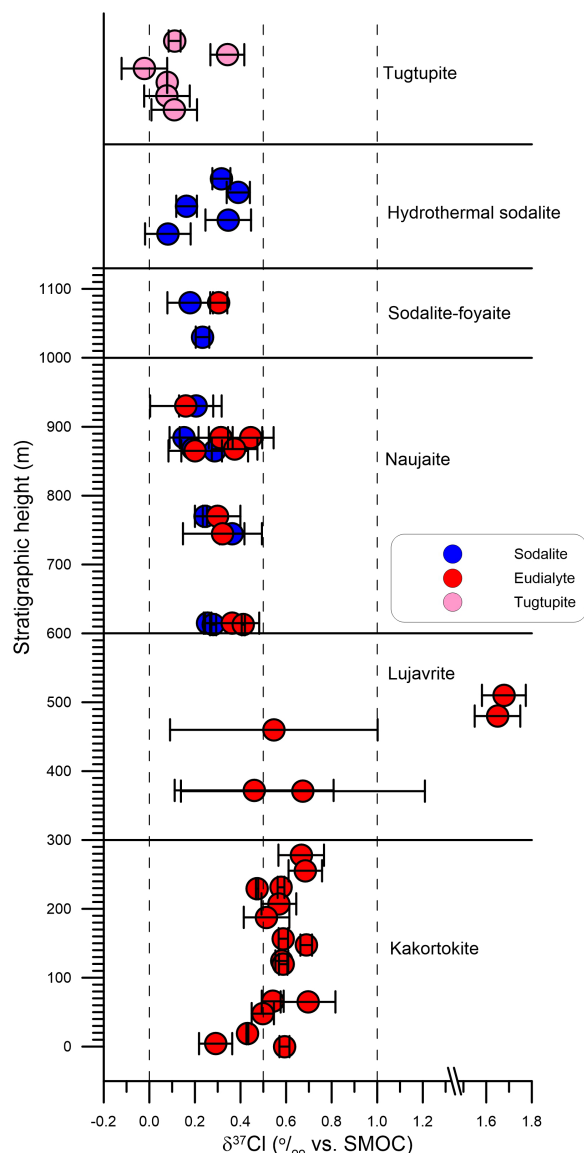 Tugtupite
Hydrothermal sodalite
Sodalite-foyaite
Naujaite
Sodalite
Eudialyte
Tugtupite
Lujavrite
Kakortokite
Stratigraphic height (m)
1100
1000
900
800
700
600
500
400
300
200
100
0
-0.2 0.0 0.2 0.4 0.6 0.8 1.0 1.2 1.6 1.8
δ³⁷Cl (º/ₒₒ vs. SMOC)